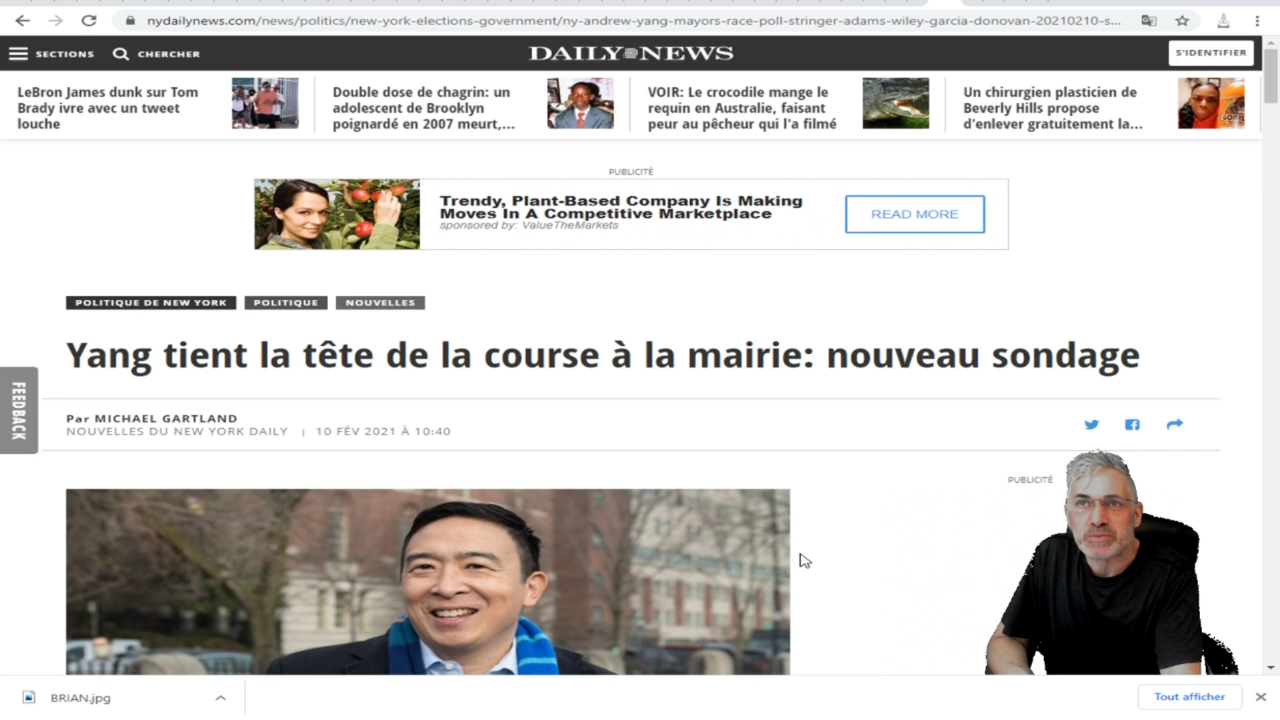 nydailynews.com/news/politics/new-york-elections-government/ny-andrew-yang-mayors-race-poll-stringer-adams-wiley-garcia-donovan-20210210-s...
SECTIONS CHERCHER DAILY NEWS S'IDENTIFIER
LeBron James dunk sur Tom
Brady ivre avec un tweet
louche
Double dose de chagrin: un
adolescent de Brooklyn
poignardé en 2007 meurt,...
VOIR: Le crocodile mange le
requin en Australie, faisant
peur au pêcheur qui l'a filmé
Un chirurgien plasticien de
Beverly Hills propose
d'enlever gratuitement la...
PUBLICITÉ
Trendy, Plant-Based Company Is Making
Moves In A Competitive Marketplace
sponsored by: ValueTheMarkets
READ MORE
POLITIQUE DE NEW YORK POLITIQUE NOUVELLES
Yang tient la tête de la course à la mairie: nouveau sondage
FEEDBACK
Par MICHAEL GARTLAND
NOUVELLES DU NEW YORK DAILY | 10 FÉV 2021 À 10:40
PUBLICITÉ
BRIAN.jpg
Tout afficher